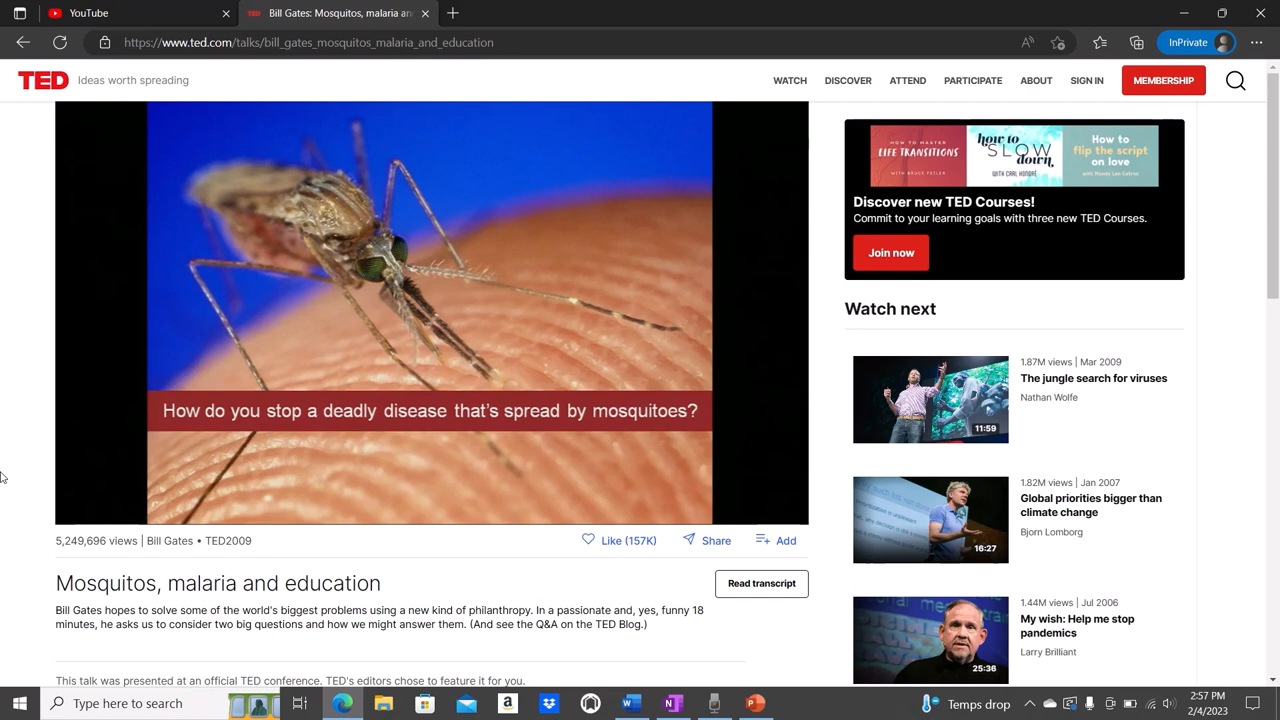 YouTube
TED Bill Gates: Mosquitos, malaria an
https://www.ted.com/talks/bill_gates_mosquitos_malaria_and_education
InPrivate
TED Ideas worth spreading
WATCH DISCOVER ATTEND PARTICIPATE ABOUT SIGN IN MEMBERSHIP
How do you stop a deadly disease that's spread by mosquitoes?
5,249,696 views | Bill Gates • TED2009
Like (157K) Share Add
Mosquitos, malaria and education
Read transcript
Bill Gates hopes to solve some of the world's biggest problems using a new kind of philanthropy. In a passionate and, yes, funny 18
minutes, he asks us to consider two big questions and how we might answer them. (And see the Q&A on the TED Blog.)
This talk was presented at an official TED conference. TED's editors chose to feature it for you.
HOW TO MASTER
LIFE TRANSITIONS
WITH BRUCE FEILER
how to
SLOW
down
WITH CARL HONORÉ
How to
flip the script
on love
with Mandy Len Catron
Discover new TED Courses!
Commit to your learning goals with three new TED Courses.
Join now
Watch next
11:59
1.87M views | Mar 2009
The jungle search for viruses
Nathan Wolfe
16:27
1.82M views | Jan 2007
Global priorities bigger than
climate change
Bjorn Lomborg
25:36
1.44M views | Jul 2006
My wish: Help me stop
pandemics
Larry Brilliant
Type here to search
Temps drop
2:57 PM
2/4/2023